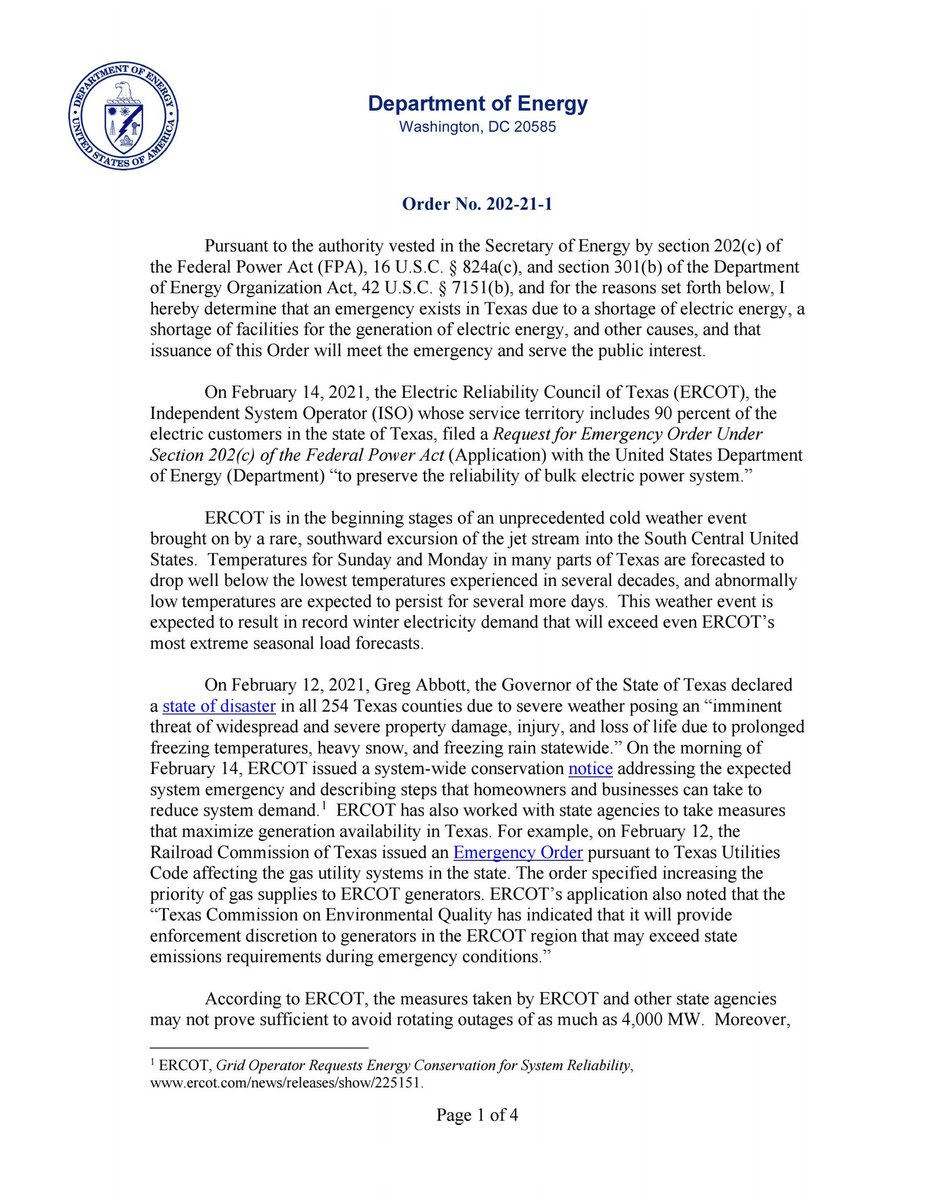 DEPARTMENT OF ENERGY
UNITED STATES OF AMERICA
Department of Energy
Washington, DC 20585
Order No. 202-21-1
Pursuant to the authority vested in the Secretary of Energy by section 202(c) of
the Federal Power Act (FPA), 16 U.S.C. § 824a(c), and section 301(b) of the Department
of Energy Organization Act, 42 U.S.C. § 7151(b), and for the reasons set forth below, I
hereby determine that an emergency exists in Texas due to a shortage of electric energy, a
shortage of facilities for the generation of electric energy, and other causes, and that
issuance of this Order will meet the emergency and serve the public interest.
On February 14, 2021, the Electric Reliability Council of Texas (ERCOT), the
Independent System Operator (ISO) whose service territory includes 90 percent of the
electric customers in the state of Texas, filed a Request for Emergency Order Under
Section 202(c) of the Federal Power Act (Application) with the United States Department
of Energy (Department) “to preserve the reliability of bulk electric power system.”
ERCOT is in the beginning stages of an unprecedented cold weather event
brought on by a rare, southward excursion of the jet stream into the South Central United
States.  Temperatures for Sunday and Monday in many parts of Texas are forecasted to
drop well below the lowest temperatures experienced in several decades, and abnormally
low temperatures are expected to persist for several more days.  This weather event is
expected to result in record winter electricity demand that will exceed even ERCOT’s
most extreme seasonal load forecasts.
On February 12, 2021, Greg Abbott, the Governor of the State of Texas declared
a state of disaster in all 254 Texas counties due to severe weather posing an “imminent
threat of widespread and severe property damage, injury, and loss of life due to prolonged
freezing temperatures, heavy snow, and freezing rain statewide.” On the morning of
February 14, ERCOT issued a system-wide conservation notice addressing the expected
system emergency and describing steps that homeowners and businesses can take to
reduce system demand.1  ERCOT has also worked with state agencies to take measures
that maximize generation availability in Texas. For example, on February 12, the
Railroad Commission of Texas issued an Emergency Order pursuant to Texas Utilities
Code affecting the gas utility systems in the state. The order specified increasing the
priority of gas supplies to ERCOT generators. ERCOT’s application also noted that the
“Texas Commission on Environmental Quality has indicated that it will provide
enforcement discretion to generators in the ERCOT region that may exceed state
emissions requirements during emergency conditions.”
According to ERCOT, the measures taken by ERCOT and other state agencies
may not prove sufficient to avoid rotating outages of as much as 4,000 MW.  Moreover,
1 ERCOT, Grid Operator Requests Energy Conservation for System Reliability,
www.ercot.com/news/releases/show/225151.
Page 1 of 4